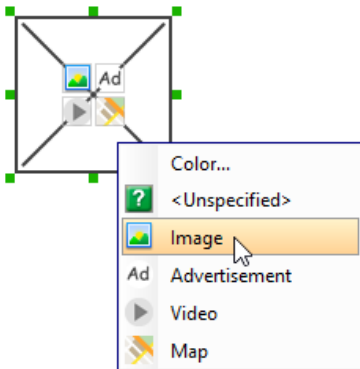 Ad
Color...
? <Unspecified>
Image
Ad Advertisement
Video
Map